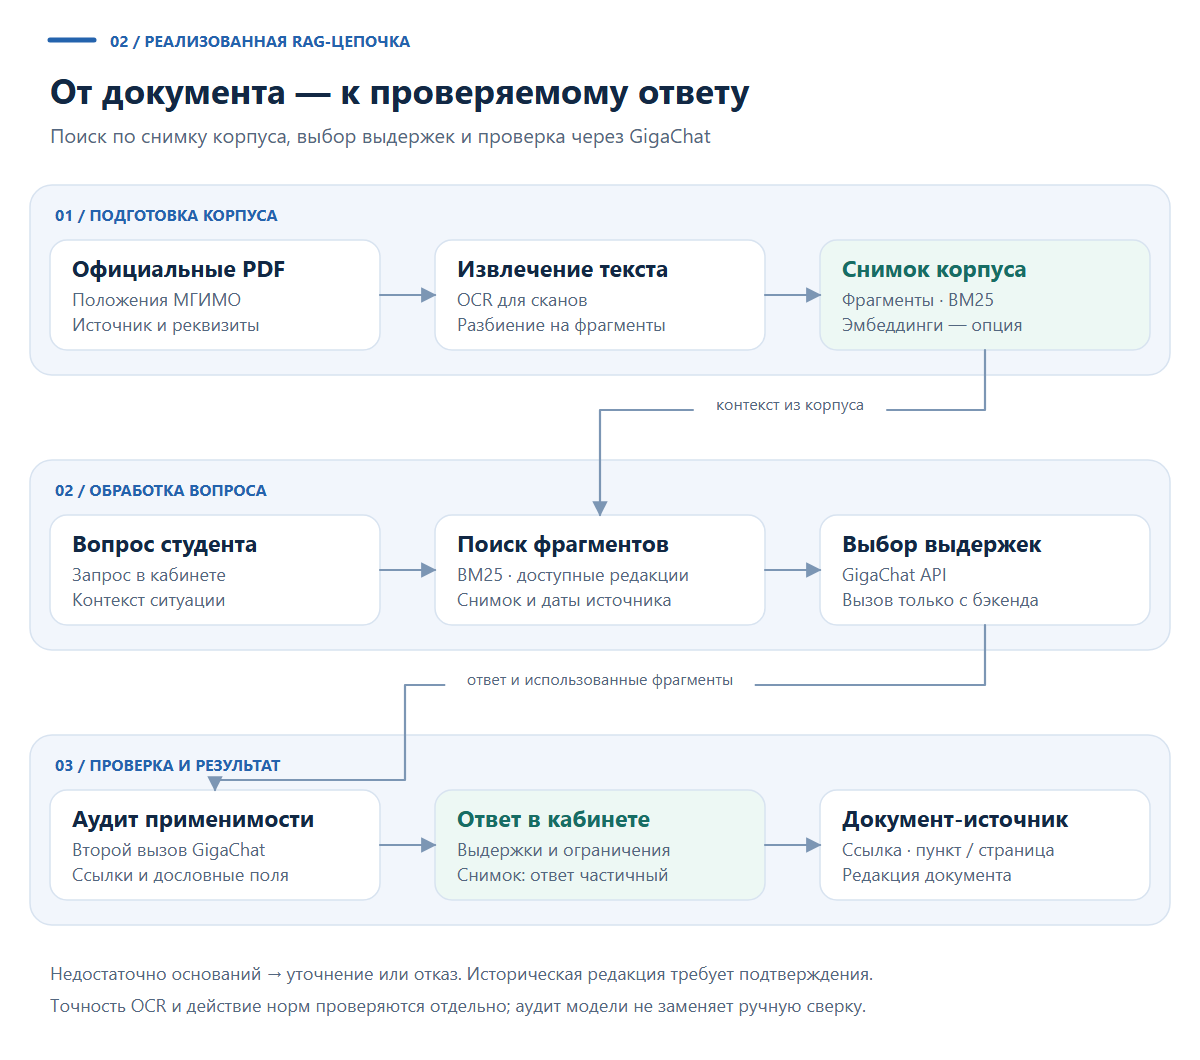 02 / РЕАЛИЗОВАННАЯ RAG-ЦЕПОЧКА
От документа — к проверяемому ответу
Поиск по снимку корпуса, выбор выдержек и проверка через GigaChat
01 / ПОДГОТОВКА КОРПУСА
Официальные PDF
Положения МГИМО
Источник и реквизиты
Извлечение текста
OCR для сканов
Разбиение на фрагменты
Снимок корпуса
Фрагменты · BM25
Эмбеддинги — опция
контекст из корпуса
02 / ОБРАБОТКА ВОПРОСА
Вопрос студента
Запрос в кабинете
Контекст ситуации
Поиск фрагментов
BM25 · доступные редакции
Снимок и даты источника
Выбор выдержек
GigaChat API
Вызов только с бэкенда
ответ и использованные фрагменты
03 / ПРОВЕРКА И РЕЗУЛЬТАТ
Аудит применимости
Второй вызов GigaChat
Ссылки и дословные поля
Ответ в кабинете
Выдержки и ограничения
Снимок: ответ частичный
Документ-источник
Ссылка · пункт / страница
Редакция документа
Недостаточно оснований → уточнение или отказ. Историческая редакция требует подтверждения.
Точность OCR и действие норм проверяются отдельно; аудит модели не заменяет ручную сверку.